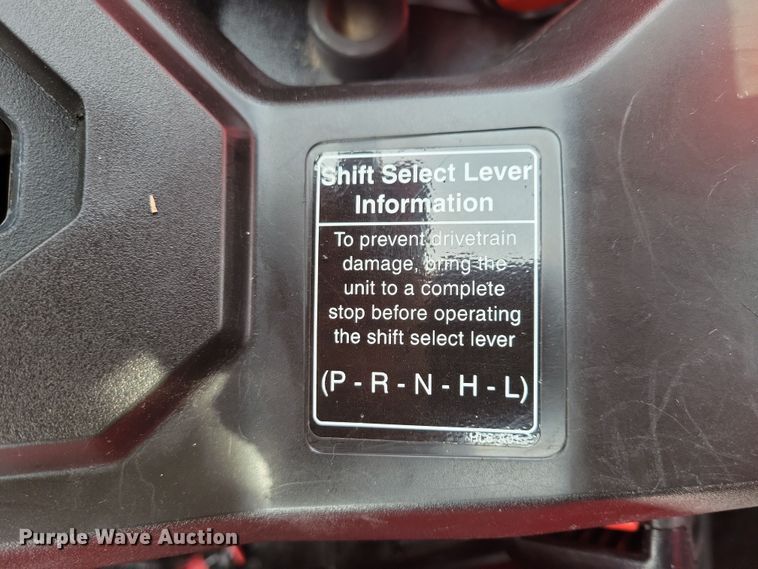 Shift Select Lever
Information
To prevent drivetrain
damage, bring the
unit to a complete
stop before operating
the shift select lever
(P - R - N - H - L)
Purple Wave Auction